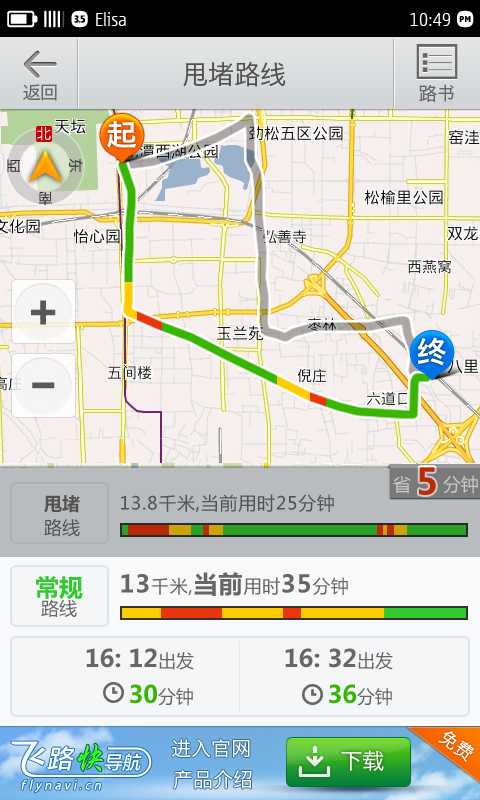 3.5 Elisa 10:49 PM
返回
甩堵路线
路书
天坛
北
起
劲松五区公园
窑洼
潭西湖公园
东
南
松榆里公园
文化园
怡心园
弘善寺
双龙
西燕窝
+
玉兰苑
枣林
终
五间楼
八里
倪庄
六道口
−
省5分钟
甩堵
路线
13.8千米,当前用时25分钟
常规
路线
13千米,当前用时35分钟
16: 12出发
30分钟
16: 32出发
36分钟
飞路快导航
flynavi.cn
进入官网
产品介绍
下载
免费